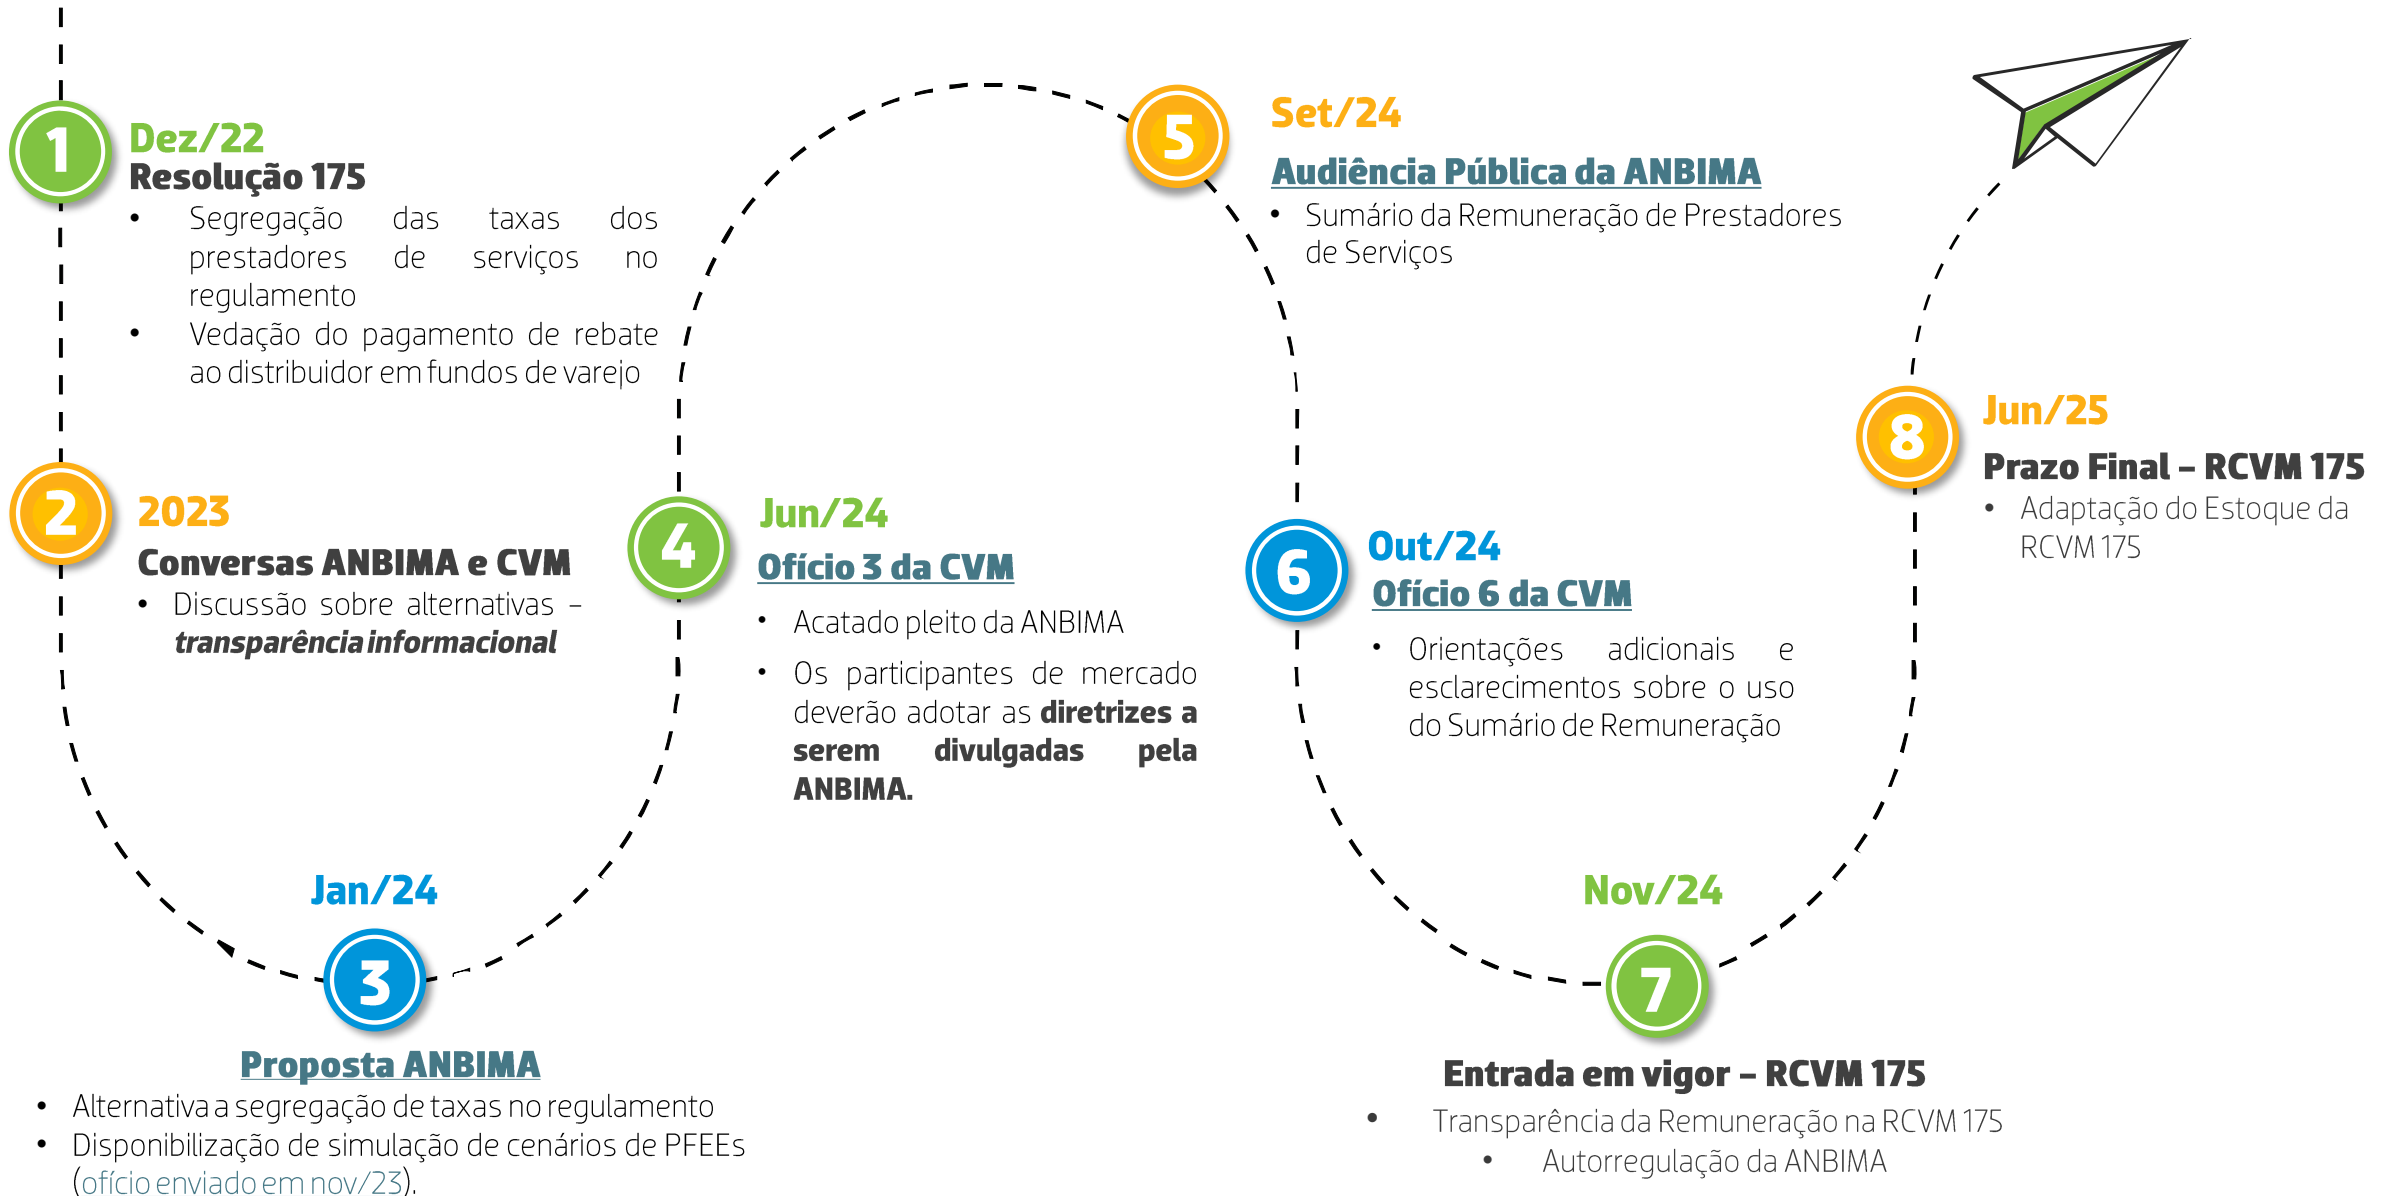 1
Dez/22
Resolução 175
• Segregação das taxas dos
prestadores de serviços no
regulamento
• Vedação do pagamento de rebate
ao distribuidor em fundos de varejo
2
2023
Conversas ANBIMA e CVM
• Discussão sobre alternativas –
transparência informacional
Jan/24
3
Proposta ANBIMA
• Alternativa a segregação de taxas no regulamento
• Disponibilização de simulação de cenários de PFEEs
(ofício enviado em nov/23).
4
Jun/24
Ofício 3 da CVM
• Acatado pleito da ANBIMA
• Os participantes de mercado
deverão adotar as diretrizes a
serem divulgadas pela
ANBIMA.
5
Set/24
Audiência Pública da ANBIMA
• Sumário da Remuneração de Prestadores
de Serviços
6
Out/24
Ofício 6 da CVM
• Orientações adicionais e
esclarecimentos sobre o uso
do Sumário de Remuneração
Nov/24
7
Entrada em vigor – RCVM 175
• Transparência da Remuneração na RCVM 175
• Autorregulação da ANBIMA
8
Jun/25
Prazo Final – RCVM 175
• Adaptação do Estoque da
RCVM 175